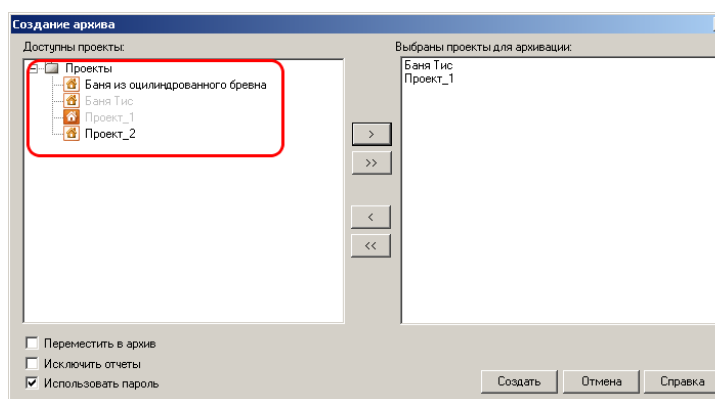 Создание архива
Доступны проекты:
Выбраны проекты для архивации:
Проекты
Баня из оцилиндрованного бревна
Баня Тис
Проект_1
Проект_2
Баня Тис
Проект_1
>
>>
<
<<
Переместить в архив
Исключить отчеты
Использовать пароль
Создать
Отмена
Справка